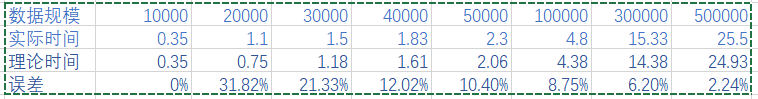 数据规模 10000 20000 30000 40000 50000 100000 300000 500000
实际时间 0.35 1.1 1.5 1.83 2.3 4.8 15.33 25.5
理论时间 0.35 0.75 1.18 1.61 2.06 4.38 14.38 24.93
误差 0% 31.82% 21.33% 12.02% 10.40% 8.75% 6.20% 2.24%